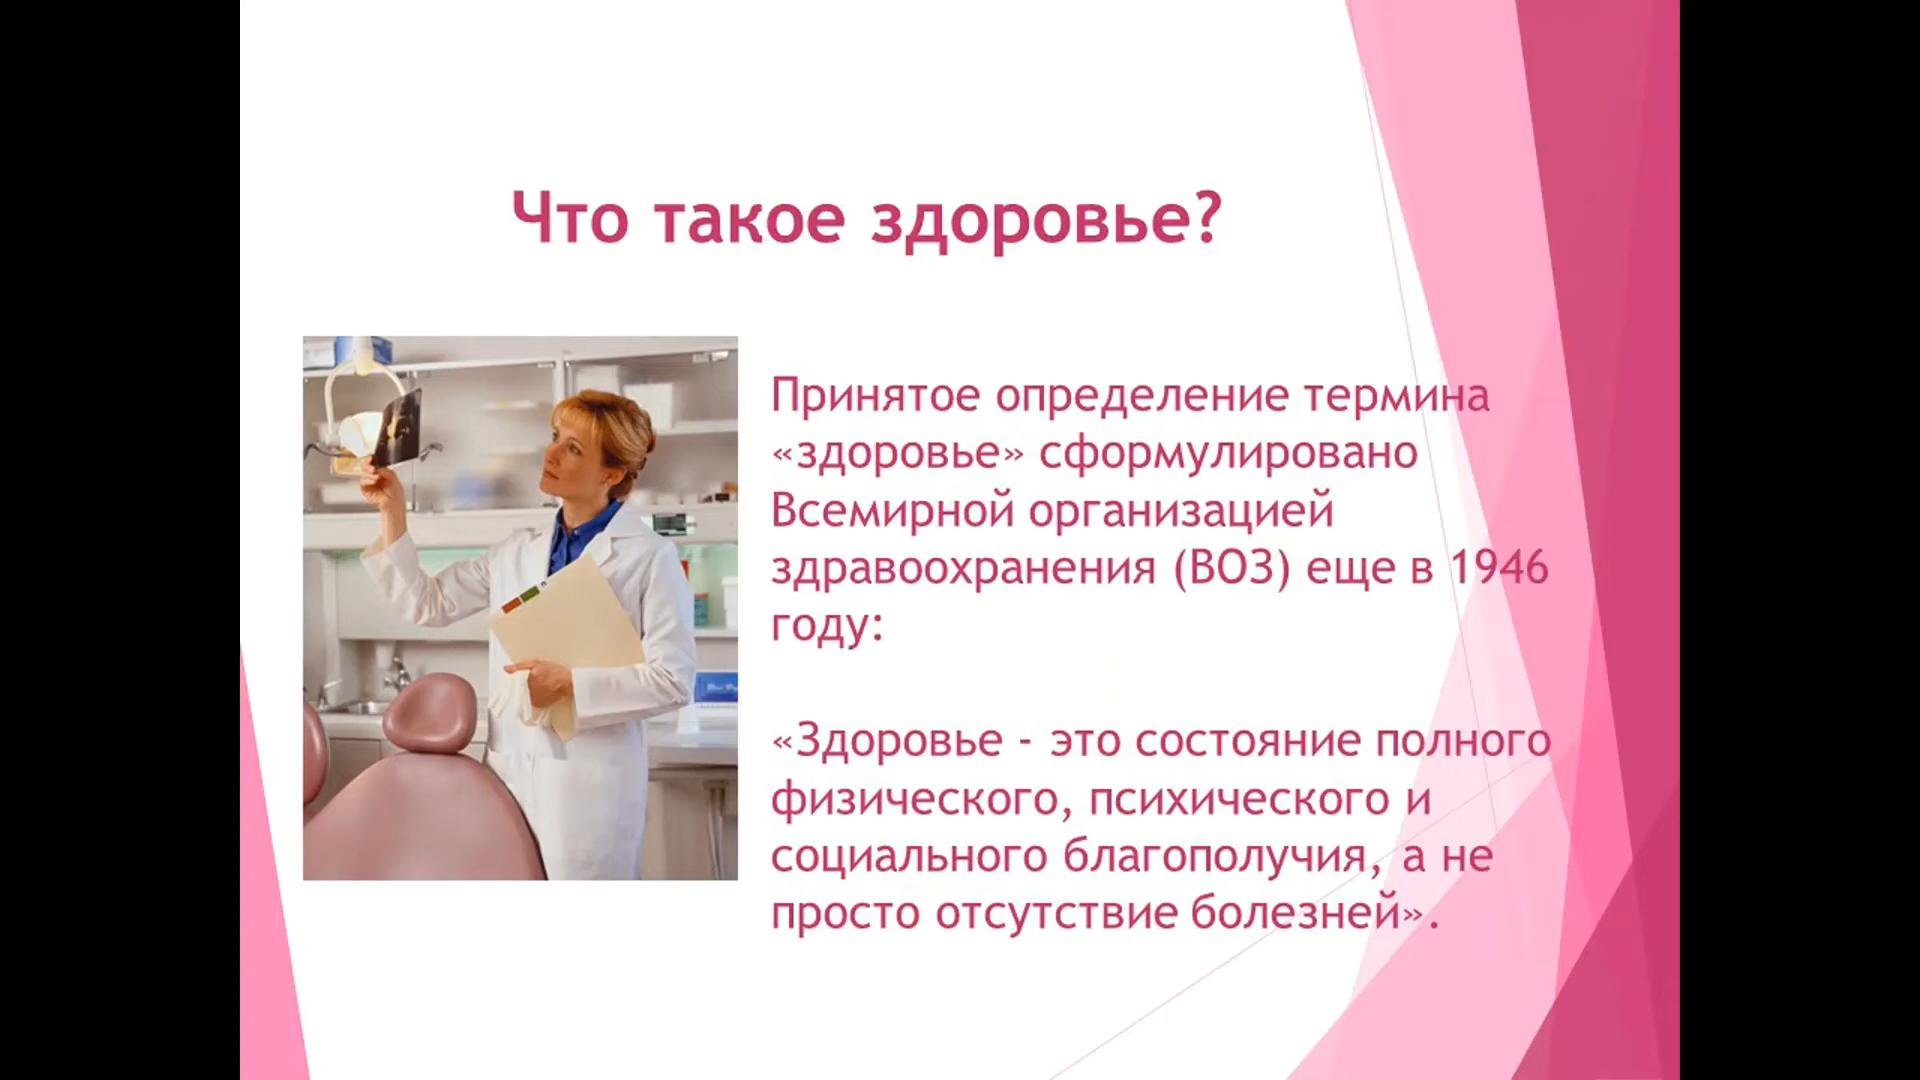 Что такое здоровье?
Принятое определение термина
«здоровье» сформулировано
Всемирной организацией
здравоохранения (ВОЗ) еще в 1946
году:
«Здоровье - это состояние полного
физического, психического и
социального благополучия, а не
просто отсутствие болезней».